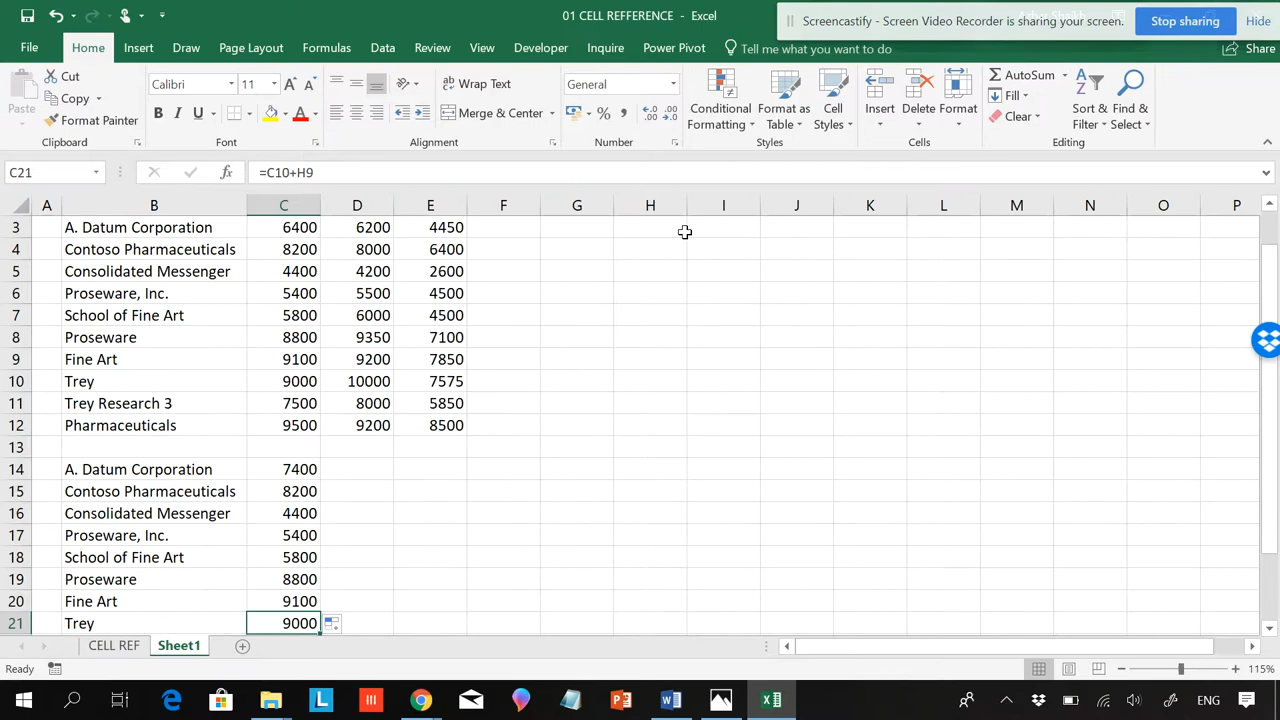 01 CELL REFFERENCE - Excel
Screencastify - Screen Video Recorder is sharing your screen. Stop sharing Hide
File Home Insert Draw Page Layout Formulas Data Review View Developer Inquire Power Pivot Tell me what you want to do Share
Paste Cut Copy Format Painter
Calibri 11 B I U A A A
Wrap Text Merge & Center
General % ,
Conditional Formatting Format as Table Cell Styles
Insert Delete Format
AutoSum Fill Clear Sort & Filter Find & Select
Clipboard Font Alignment Number Styles Cells Editing
C21 fx =C10+H9
A B C D E F G H I J K L M N O P
3 A. Datum Corporation 6400 6200 4450
4 Contoso Pharmaceuticals 8200 8000 6400
5 Consolidated Messenger 4400 4200 2600
6 Proseware, Inc. 5400 5500 4500
7 School of Fine Art 5800 6000 4500
8 Proseware 8800 9350 7100
9 Fine Art 9100 9200 7850
10 Trey 9000 10000 7575
11 Trey Research 3 7500 8000 5850
12 Pharmaceuticals 9500 9200 8500
13
14 A. Datum Corporation 7400
15 Contoso Pharmaceuticals 8200
16 Consolidated Messenger 4400
17 Proseware, Inc. 5400
18 School of Fine Art 5800
19 Proseware 8800
20 Fine Art 9100
21 Trey 9000
CELL REF Sheet1
Ready 115%
ENG 8:00 PM